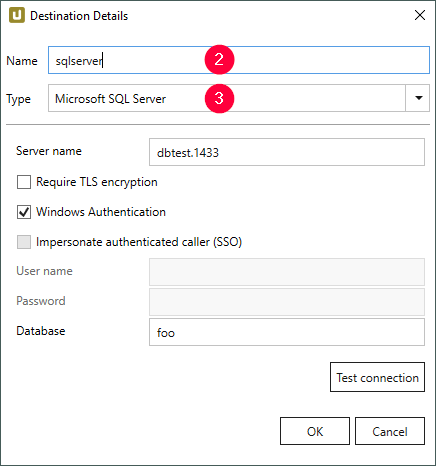 Destination Details
Name sqlserver 2
Type Microsoft SQL Server 3
Server name dbtest.1433
Require TLS encryption
Windows Authentication
Impersonate authenticated caller (SSO)
User name
Password
Database foo
Test connection
OK Cancel